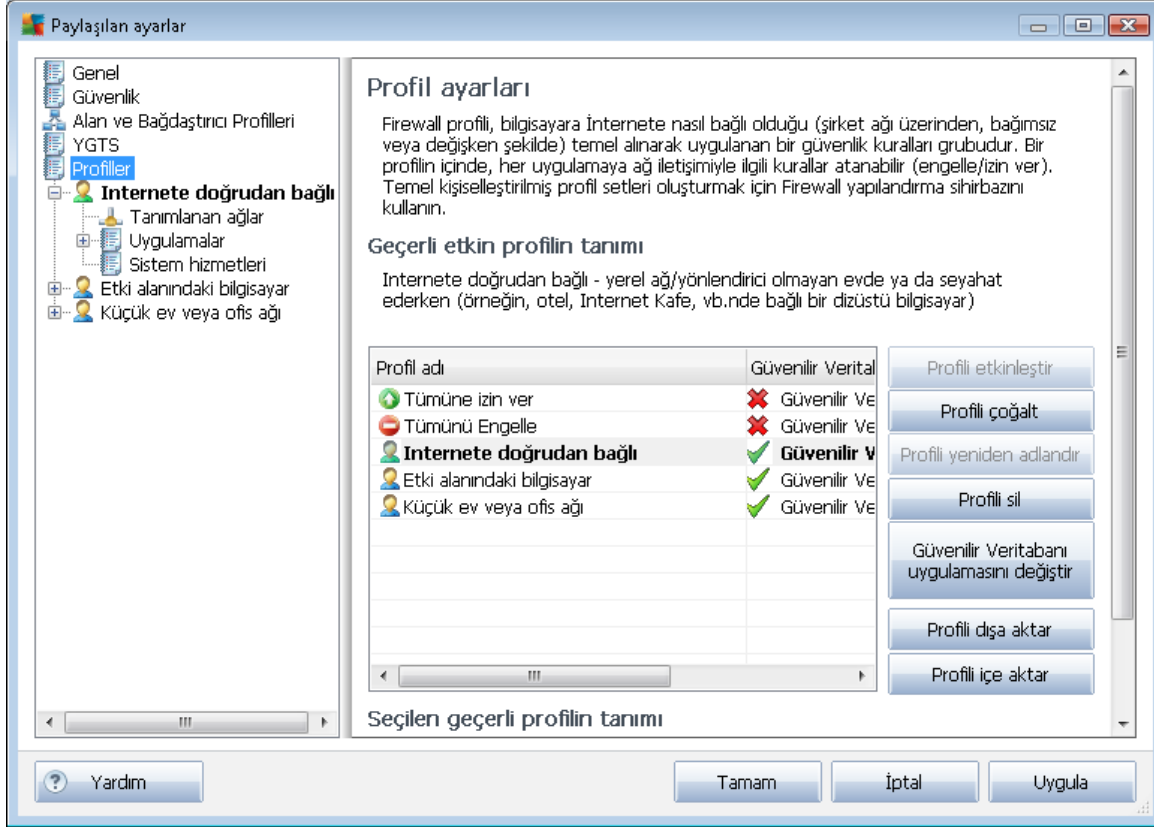 Paylaşılan ayarlar
Genel
Güvenlik
Alan ve Bağdaştırıcı Profilleri
YGTS
Profiller
Internete doğrudan bağlı
Tanımlanan ağlar
Uygulamalar
Sistem hizmetleri
Etki alanındaki bilgisayar
Küçük ev veya ofis ağı
Profil ayarları
Firewall profili, bilgisayara İnternete nasıl bağlı olduğu (şirket ağı üzerinden, bağımsız
veya değişken şekilde) temel alınarak uygulanan bir güvenlik kuralları grubudur. Bir
profilin içinde, her uygulamaya ağ iletişimiyle ilgili kurallar atanabilir (engelle/izin ver).
Temel kişiselleştirilmiş profil setleri oluşturmak için Firewall yapılandırma sihirbazını
kullanın.
Geçerli etkin profilin tanımı
Internete doğrudan bağlı - yerel ağ/yönlendirici olmayan evde ya da seyahat
ederken (örneğin, otel, Internet Kafe, vb.nde bağlı bir dizüstü bilgisayar)
Profil adı Güvenilir Verital
Tümüne izin ver Güvenilir Ve
Tümünü Engelle Güvenilir Ve
Internete doğrudan bağlı Güvenilir V
Etki alanındaki bilgisayar Güvenilir Ve
Küçük ev veya ofis ağı Güvenilir Ve
Profili etkinleştir
Profili çoğalt
Profili yeniden adlandır
Profili sil
Güvenilir Veritabanı
uygulamasını değiştir
Profili dışa aktar
Profili içe aktar
Seçilen geçerli profilin tanımı
Yardım
Tamam
İptal
Uygula